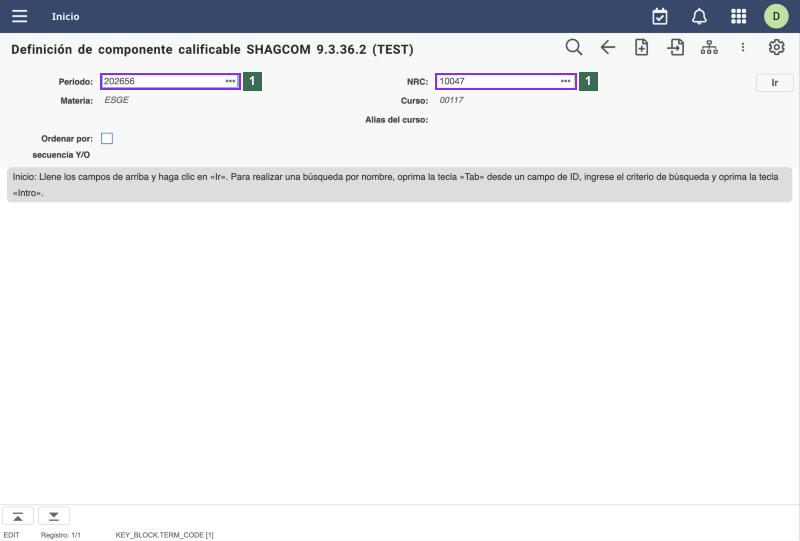 Inicio
D
Definición de componente calificable SHAGCOM 9.3.36.2 (TEST)
Periodo: 202656 ••• 1 NRC: 10047 ••• 1 Ir
Materia: ESGE Curso: 00117
Alias del curso:
Ordenar por:
secuencia Y/O
Inicio: Llene los campos de arriba y haga clic en «Ir». Para realizar una búsqueda por nombre, oprima la tecla «Tab» desde un campo de ID, ingrese el criterio de búsqueda y oprima la tecla
«Intro».
EDIT Registro: 1/1 KEY_BLOCK.TERM_CODE [1]